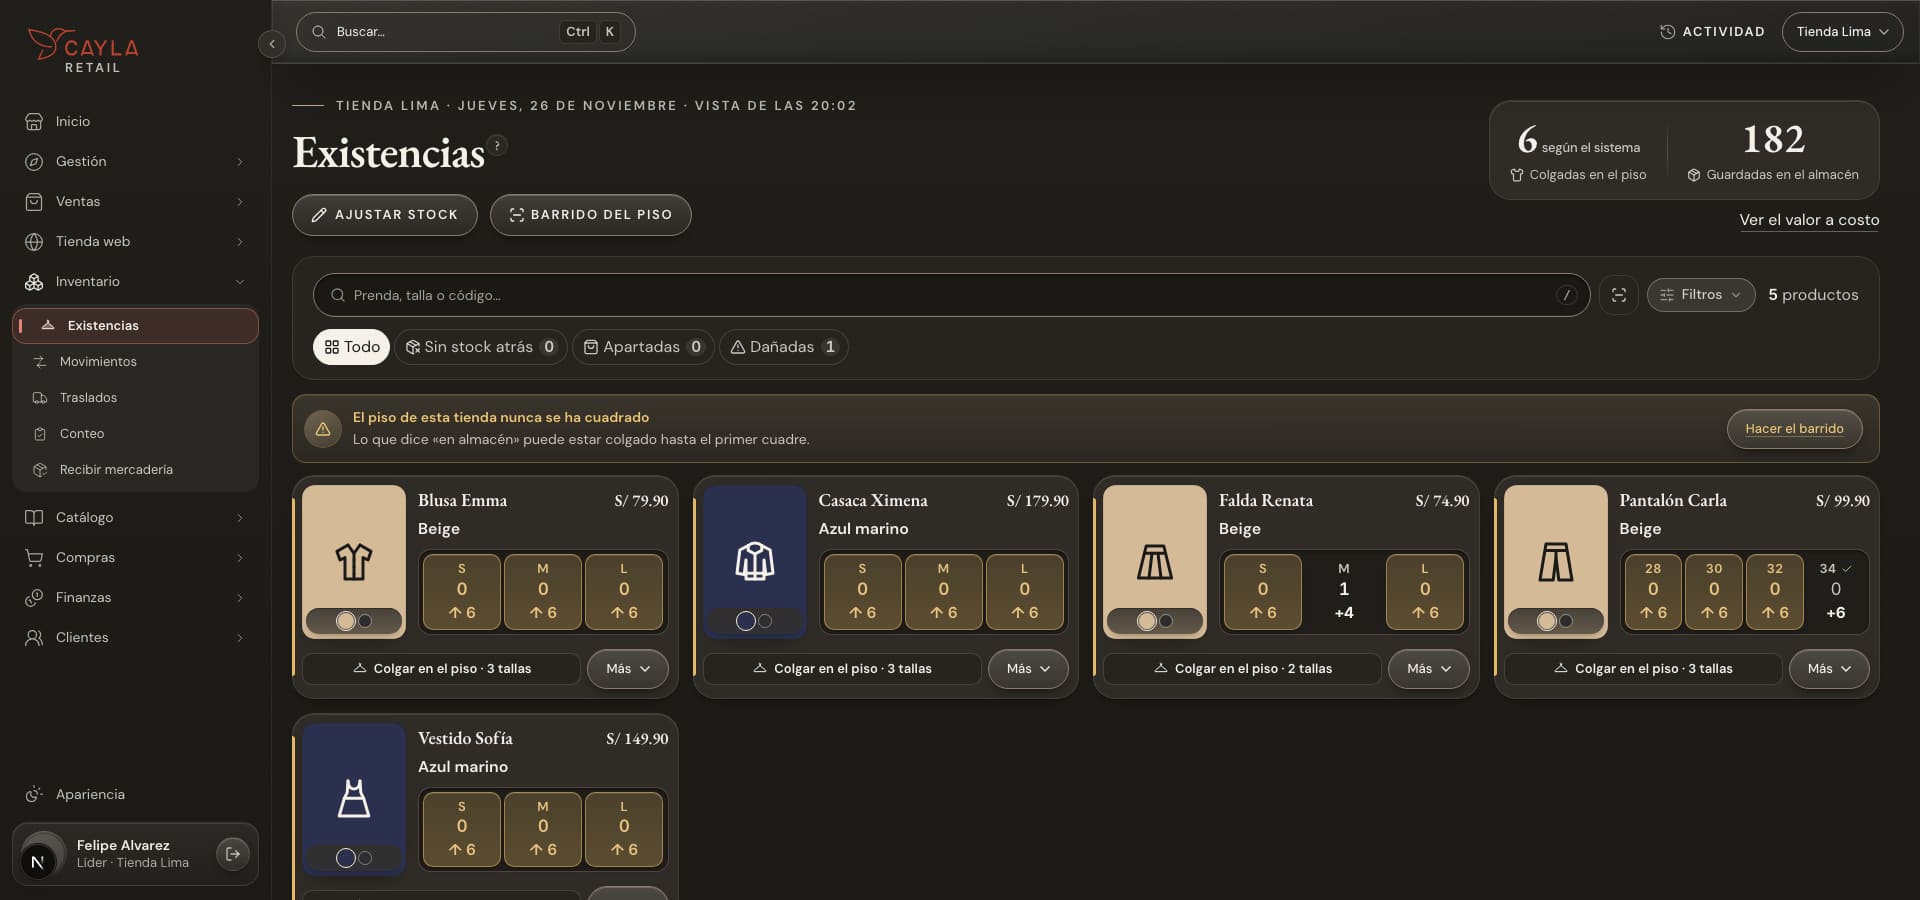 CAYLA
RETAIL
Buscar...
Ctrl K
ACTIVIDAD
Tienda Lima
Inicio
Gestión
Ventas
Tienda web
Inventario
Existencias
Movimientos
Traslados
Conteo
Recibir mercadería
Catálogo
Compras
Finanzas
Clientes
Apariencia
N
Felipe Alvarez
Líder · Tienda Lima
TIENDA LIMA · JUEVES, 26 DE NOVIEMBRE · VISTA DE LAS 20:02
Existencias ?
6 según el sistema
Colgadas en el piso
182
Guardadas en el almacén
AJUSTAR STOCK
BARRIDO DEL PISO
Ver el valor a costo
Prenda, talla o código...
/
Filtros
5 productos
Todo
Sin stock atrás 0
Apartadas 0
Dañadas 1
El piso de esta tienda nunca se ha cuadrado
Lo que dice «en almacén» puede estar colgado hasta el primer cuadre.
Hacer el barrido
Blusa Emma S/ 79.90
Beige
S M L
0 0 0
↑ 6 ↑ 6 ↑ 6
Colgar en el piso · 3 tallas
Más
Casaca Ximena S/ 179.90
Azul marino
S M L
0 0 0
↑ 6 ↑ 6 ↑ 6
Colgar en el piso · 3 tallas
Más
Falda Renata S/ 74.90
Beige
S M L
0 1 0
↑ 6 +4 ↑ 6
Colgar en el piso · 2 tallas
Más
Pantalón Carla S/ 99.90
Beige
28 30 32 34 ✓
0 0 0 0
↑ 6 ↑ 6 ↑ 6 +6
Colgar en el piso · 3 tallas
Más
Vestido Sofía S/ 149.90
Azul marino
S M L
0 0 0
↑ 6 ↑ 6 ↑ 6